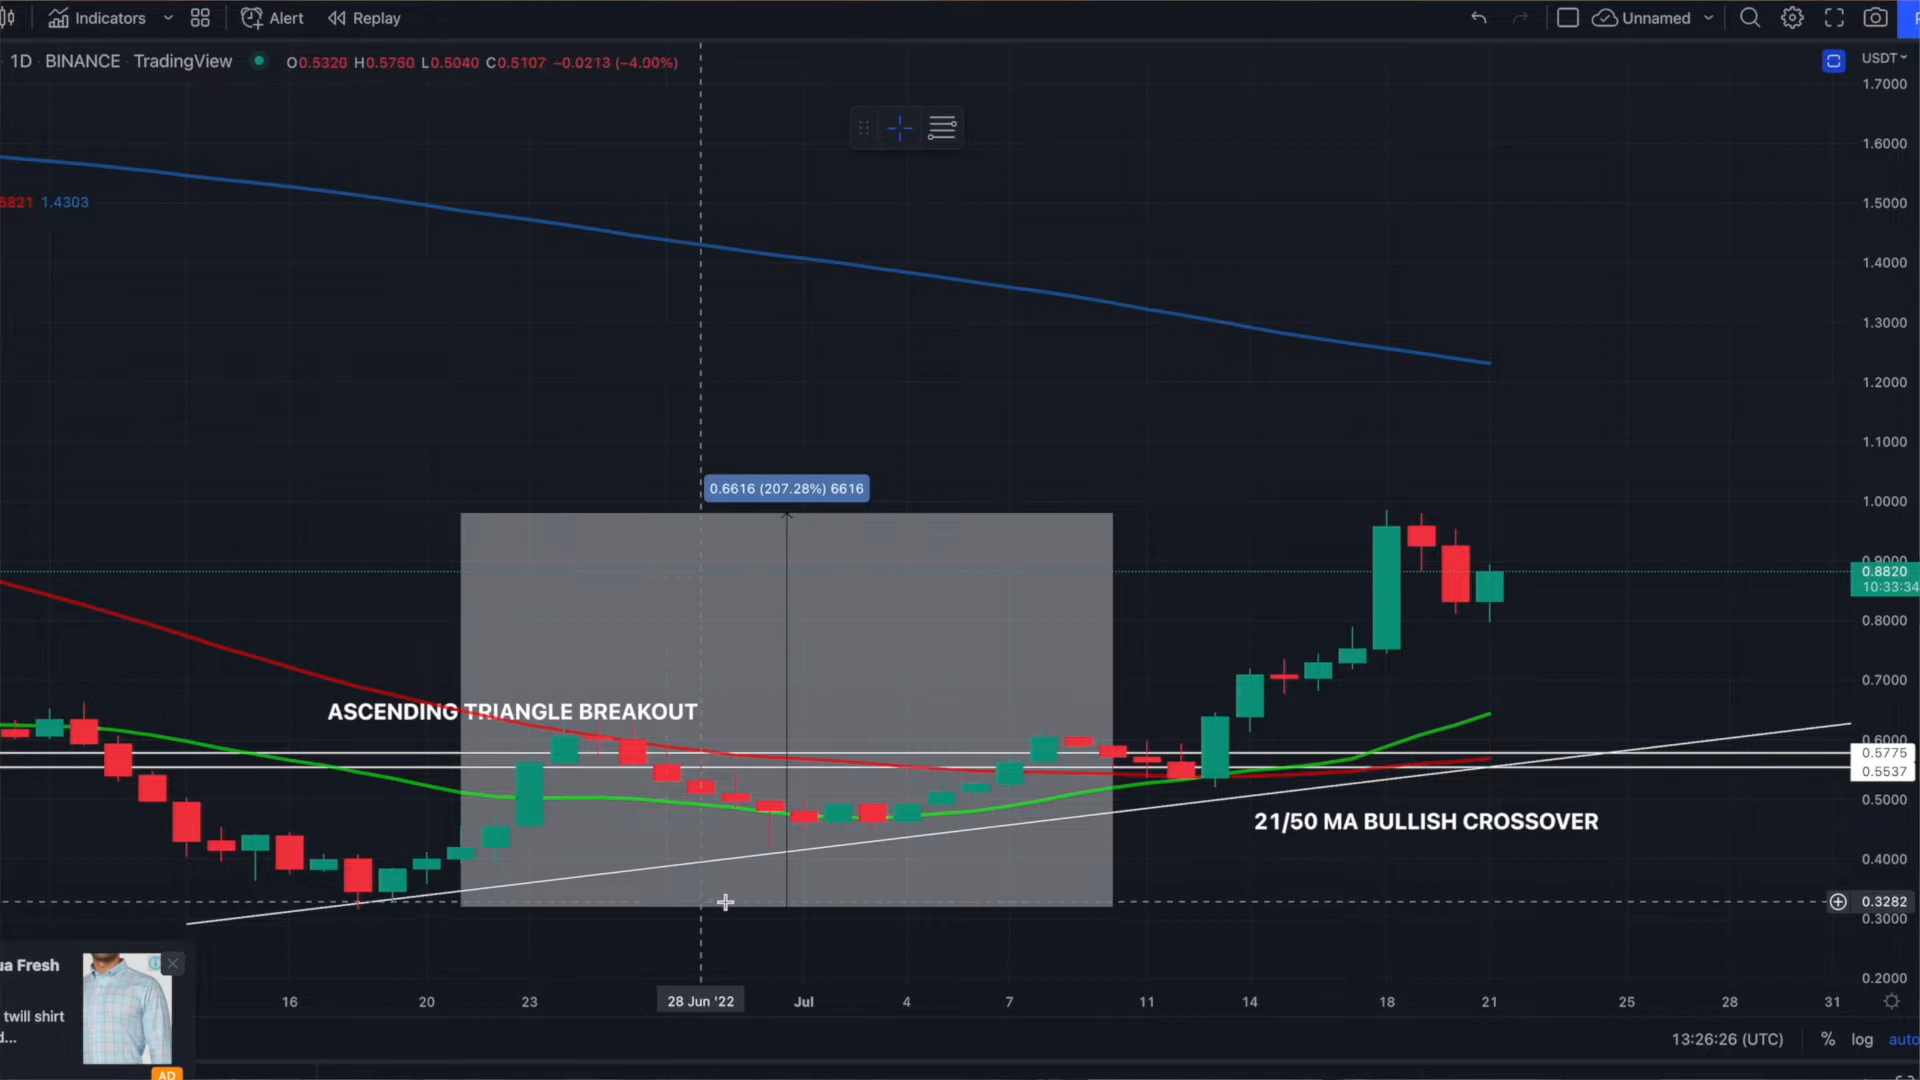 Indicators Alert Replay Unnamed
1D BINANCE TradingView O0.5320 H0.5760 L0.5040 C0.5107 −0.0213 (−4.00%) USDT
1.7000
1.6000
1.5000
1.4303
1.4000
1.3000
1.2000
1.1000
0.6616 (207.28%) 6616
1.0000
0.9000
0.8820
10:33:34
0.8000
0.7000
ASCENDING TRIANGLE BREAKOUT
0.6000
0.5775
0.5537
0.5000
21/50 MA BULLISH CROSSOVER
0.4000
0.3282
0.3000
0.2000
Fresh
twill shirt
AD
16 20 23 28 Jun '22 Jul 4 7 11 14 18 21 25 28 31
13:26:26 (UTC) % log auto